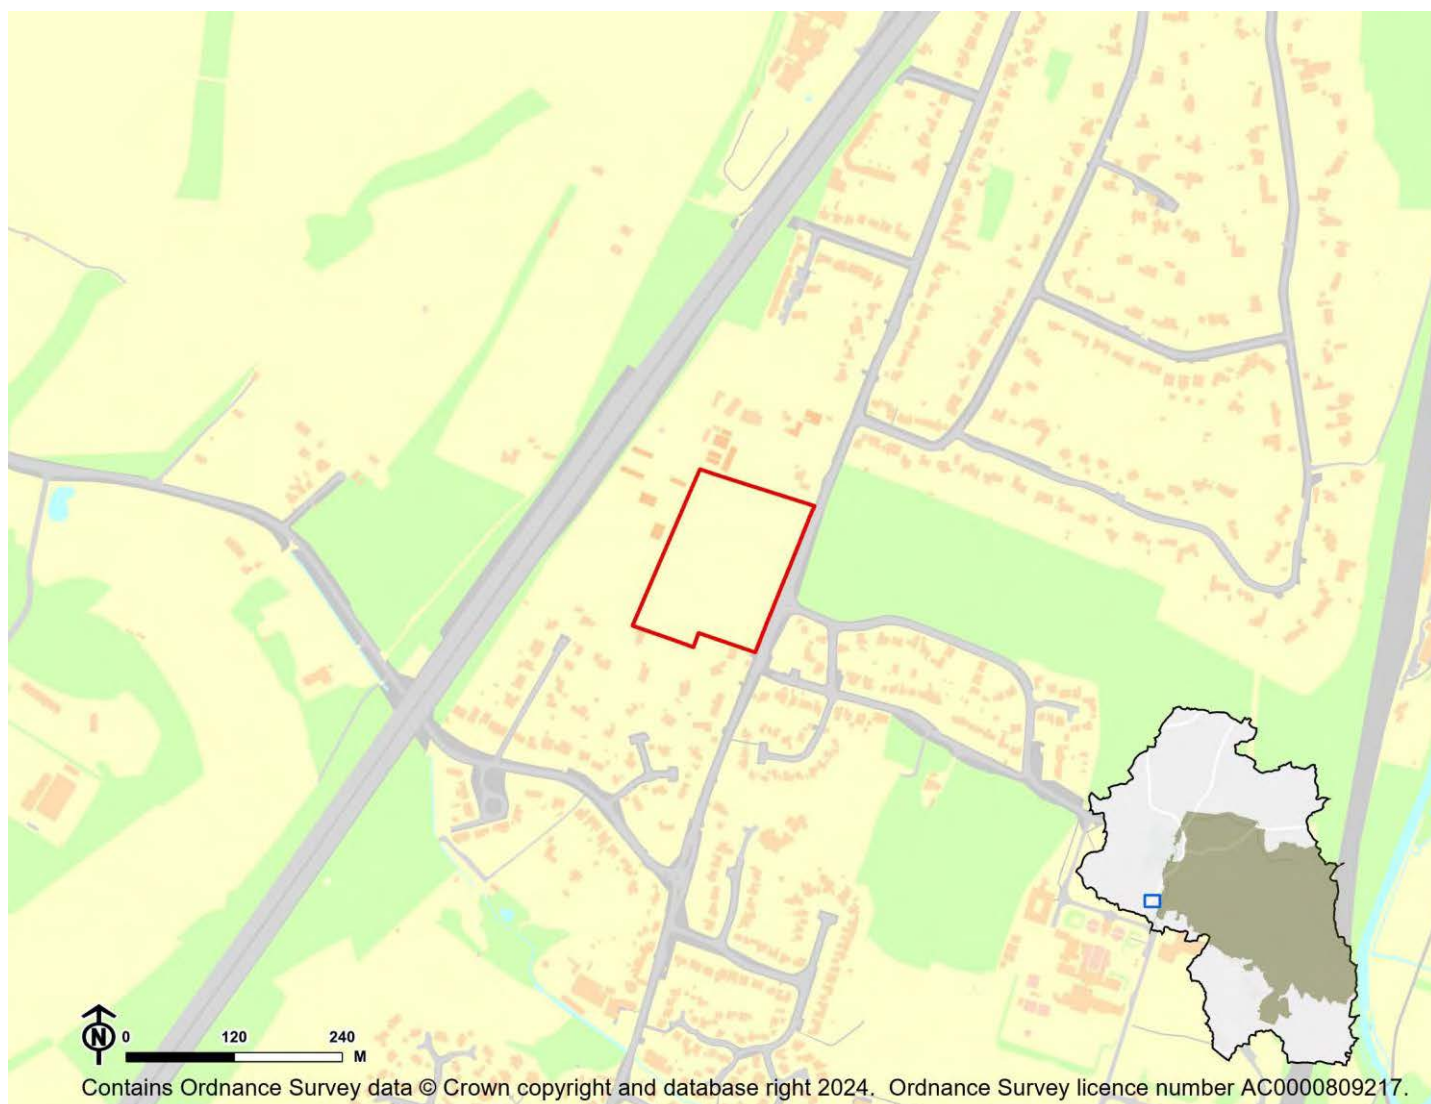 N
0 120 240
M
Contains Ordnance Survey data © Crown copyright and database right 2024. Ordnance Survey licence number AC0000809217.